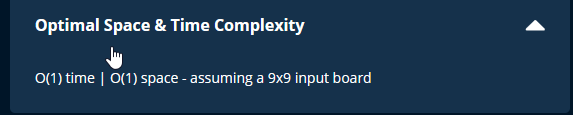 Optimal Space & Time Complexity
O(1) time | O(1) space - assuming a 9x9 input board